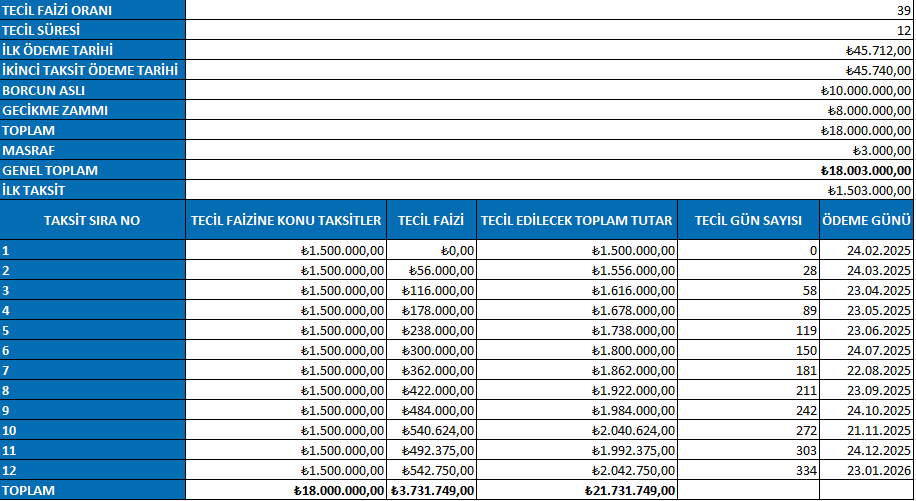 TECİL FAİZİ ORANI 39
TECİL SÜRESİ 12
İLK ÖDEME TARİHİ ₺45.712,00
İKİNCİ TAKSİT ÖDEME TARİHİ ₺45.740,00
BORCUN ASLI ₺10.000.000,00
GECİKME ZAMMI ₺8.000.000,00
TOPLAM ₺18.000.000,00
MASRAF ₺3.000,00
GENEL TOPLAM ₺18.003.000,00
İLK TAKSİT ₺1.503.000,00
TAKSİT SIRA NO TECİL FAİZİNE KONU TAKSİTLER TECİL FAİZİ TECİL EDİLECEK TOPLAM TUTAR TECİL GÜN SAYISI ÖDEME GÜNÜ
1 ₺1.500.000,00 ₺0,00 ₺1.500.000,00 0 24.02.2025
2 ₺1.500.000,00 ₺56.000,00 ₺1.556.000,00 28 24.03.2025
3 ₺1.500.000,00 ₺116.000,00 ₺1.616.000,00 58 23.04.2025
4 ₺1.500.000,00 ₺178.000,00 ₺1.678.000,00 89 23.05.2025
5 ₺1.500.000,00 ₺238.000,00 ₺1.738.000,00 119 23.06.2025
6 ₺1.500.000,00 ₺300.000,00 ₺1.800.000,00 150 24.07.2025
7 ₺1.500.000,00 ₺362.000,00 ₺1.862.000,00 181 22.08.2025
8 ₺1.500.000,00 ₺422.000,00 ₺1.922.000,00 211 23.09.2025
9 ₺1.500.000,00 ₺484.000,00 ₺1.984.000,00 242 24.10.2025
10 ₺1.500.000,00 ₺540.624,00 ₺2.040.624,00 272 21.11.2025
11 ₺1.500.000,00 ₺492.375,00 ₺1.992.375,00 303 24.12.2025
12 ₺1.500.000,00 ₺542.750,00 ₺2.042.750,00 334 23.01.2026
TOPLAM ₺18.000.000,00 ₺3.731.749,00 ₺21.731.749,00